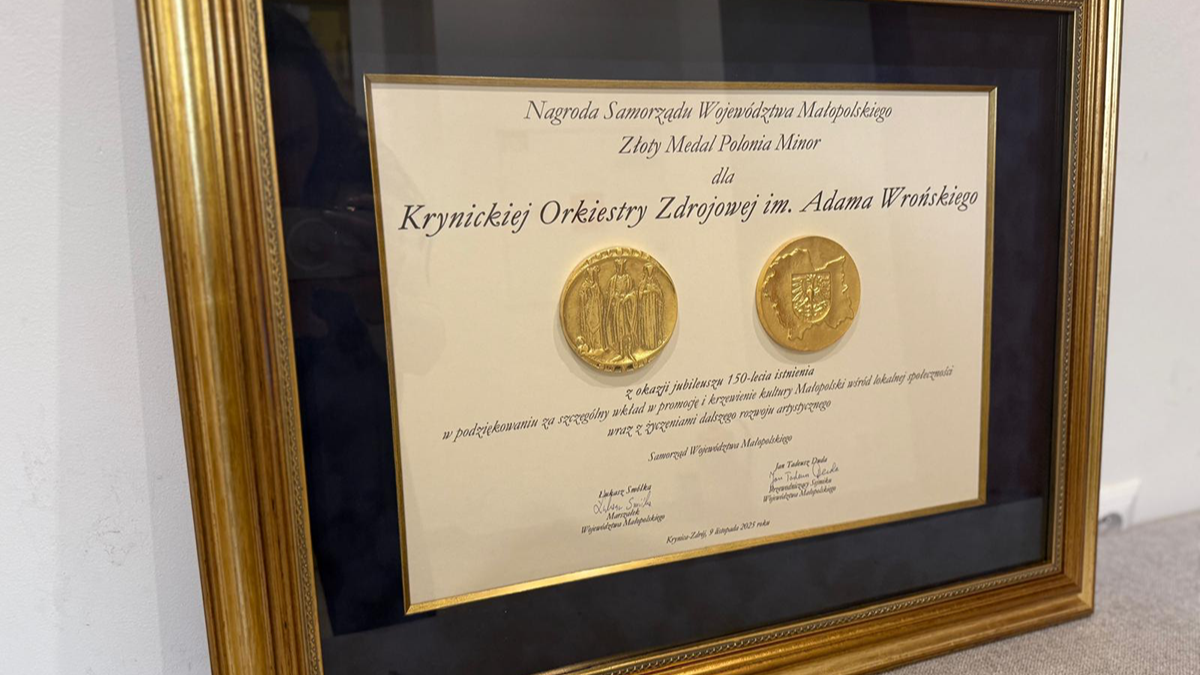 Nagroda Samorządu Województwa Małopolskiego
Złoty Medal Polonia Minor
dla
Krynickiej Orkiestry Zdrojowej im. Adama Wrońskiego
z okazji jubileuszu 150-lecia istnienia
w podziękowaniu za szczególny wkład w promocję i krzewienie kultury Małopolski wśród lokalnej społeczności
wraz z życzeniami dalszego rozwoju artystycznego
Samorząd Województwa Małopolskiego
Łukasz Smółka
Marszałek
Województwa Małopolskiego
Jan Tadeusz Duda
Jan Tadeusz Duda
Przewodniczący Sejmiku
Województwa Małopolskiego
Krynica-Zdrój, 9 listopada 2025 roku